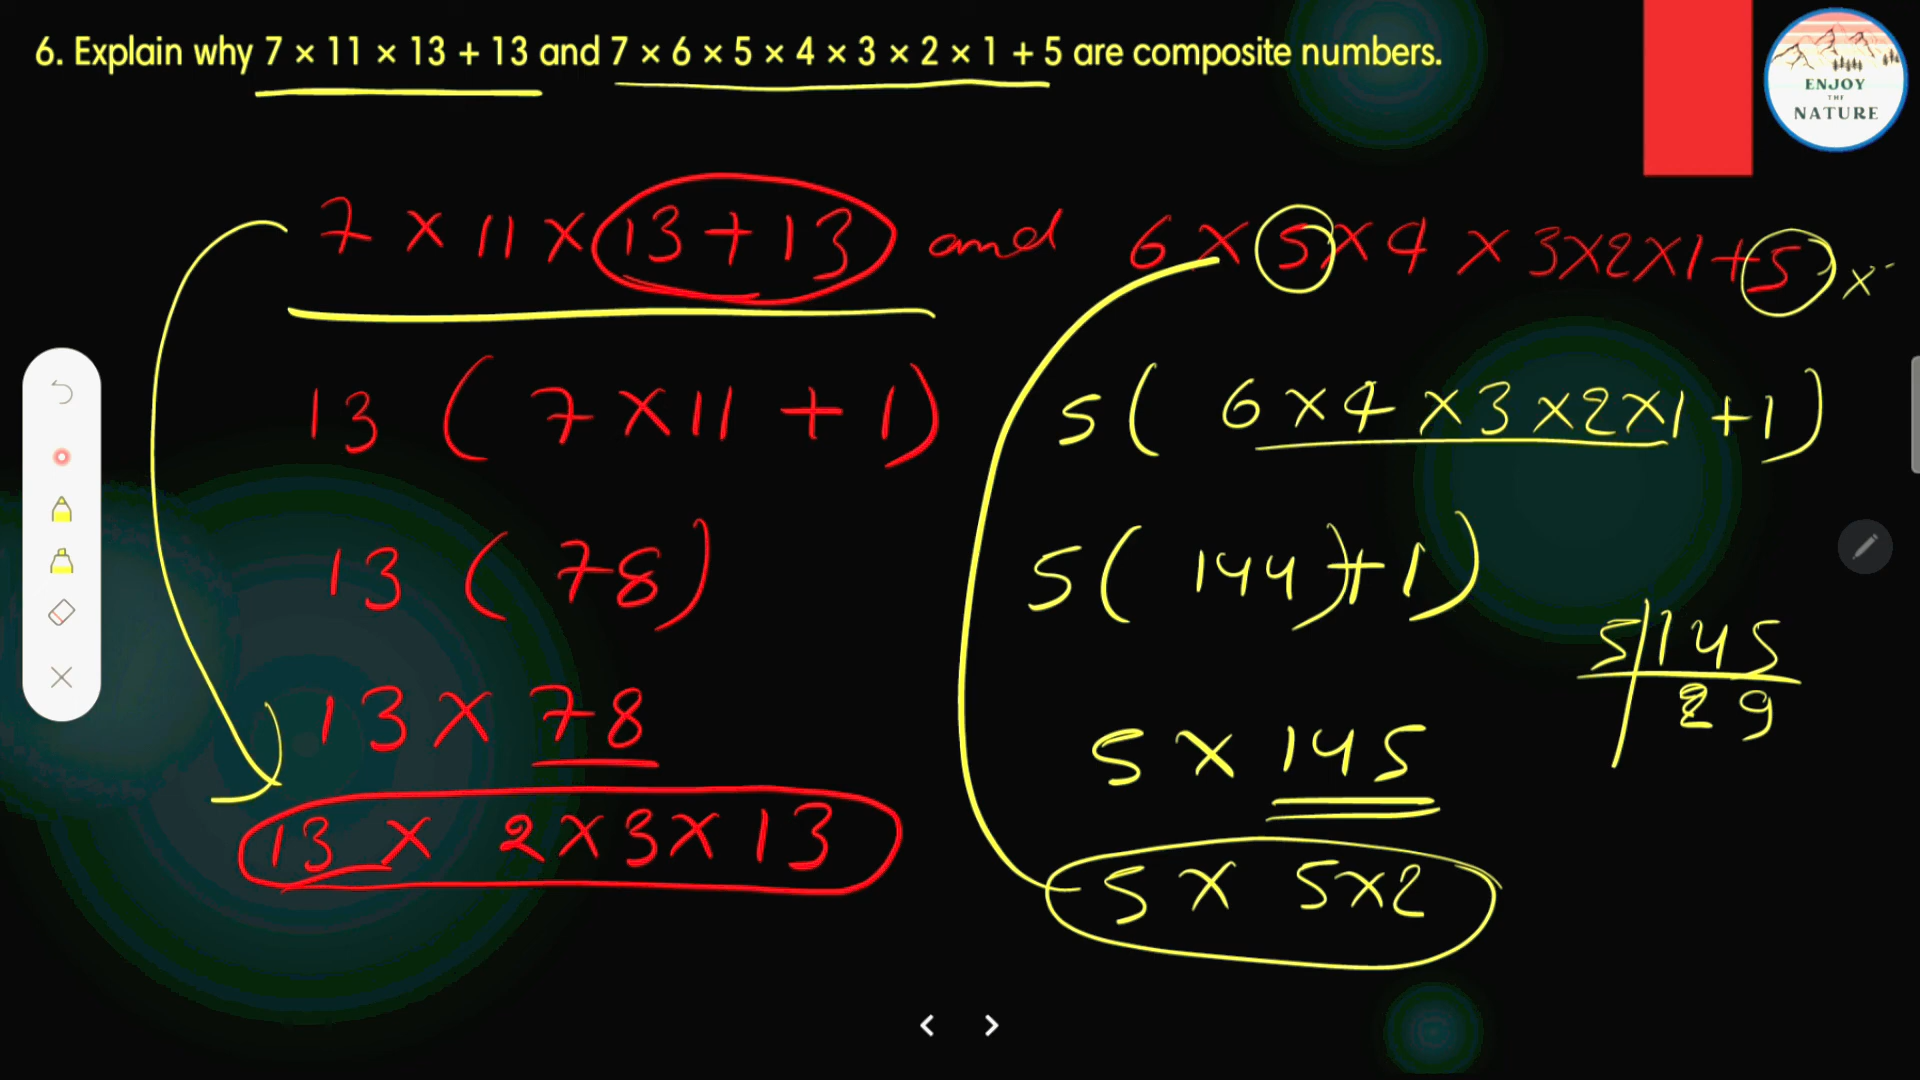 6. Explain why 7 × 11 × 13 + 13 and 7 × 6 × 5 × 4 × 3 × 2 × 1 + 5 are composite numbers.
ENJOY
THE
NATURE
7 × 11 × 13 + 13 and 6 × 5 × 4 × 3 × 2 × 1 + 5 ×
13 ( 7 × 11 + 1 )
5 ( 6 × 4 × 3 × 2 × 1 + 1 )
13 ( 78 )
5 ( 144 ) + 1 )
5 | 145
29
13 × 78
5 × 145
13 × 2 × 3 × 13
5 × 5 × 2